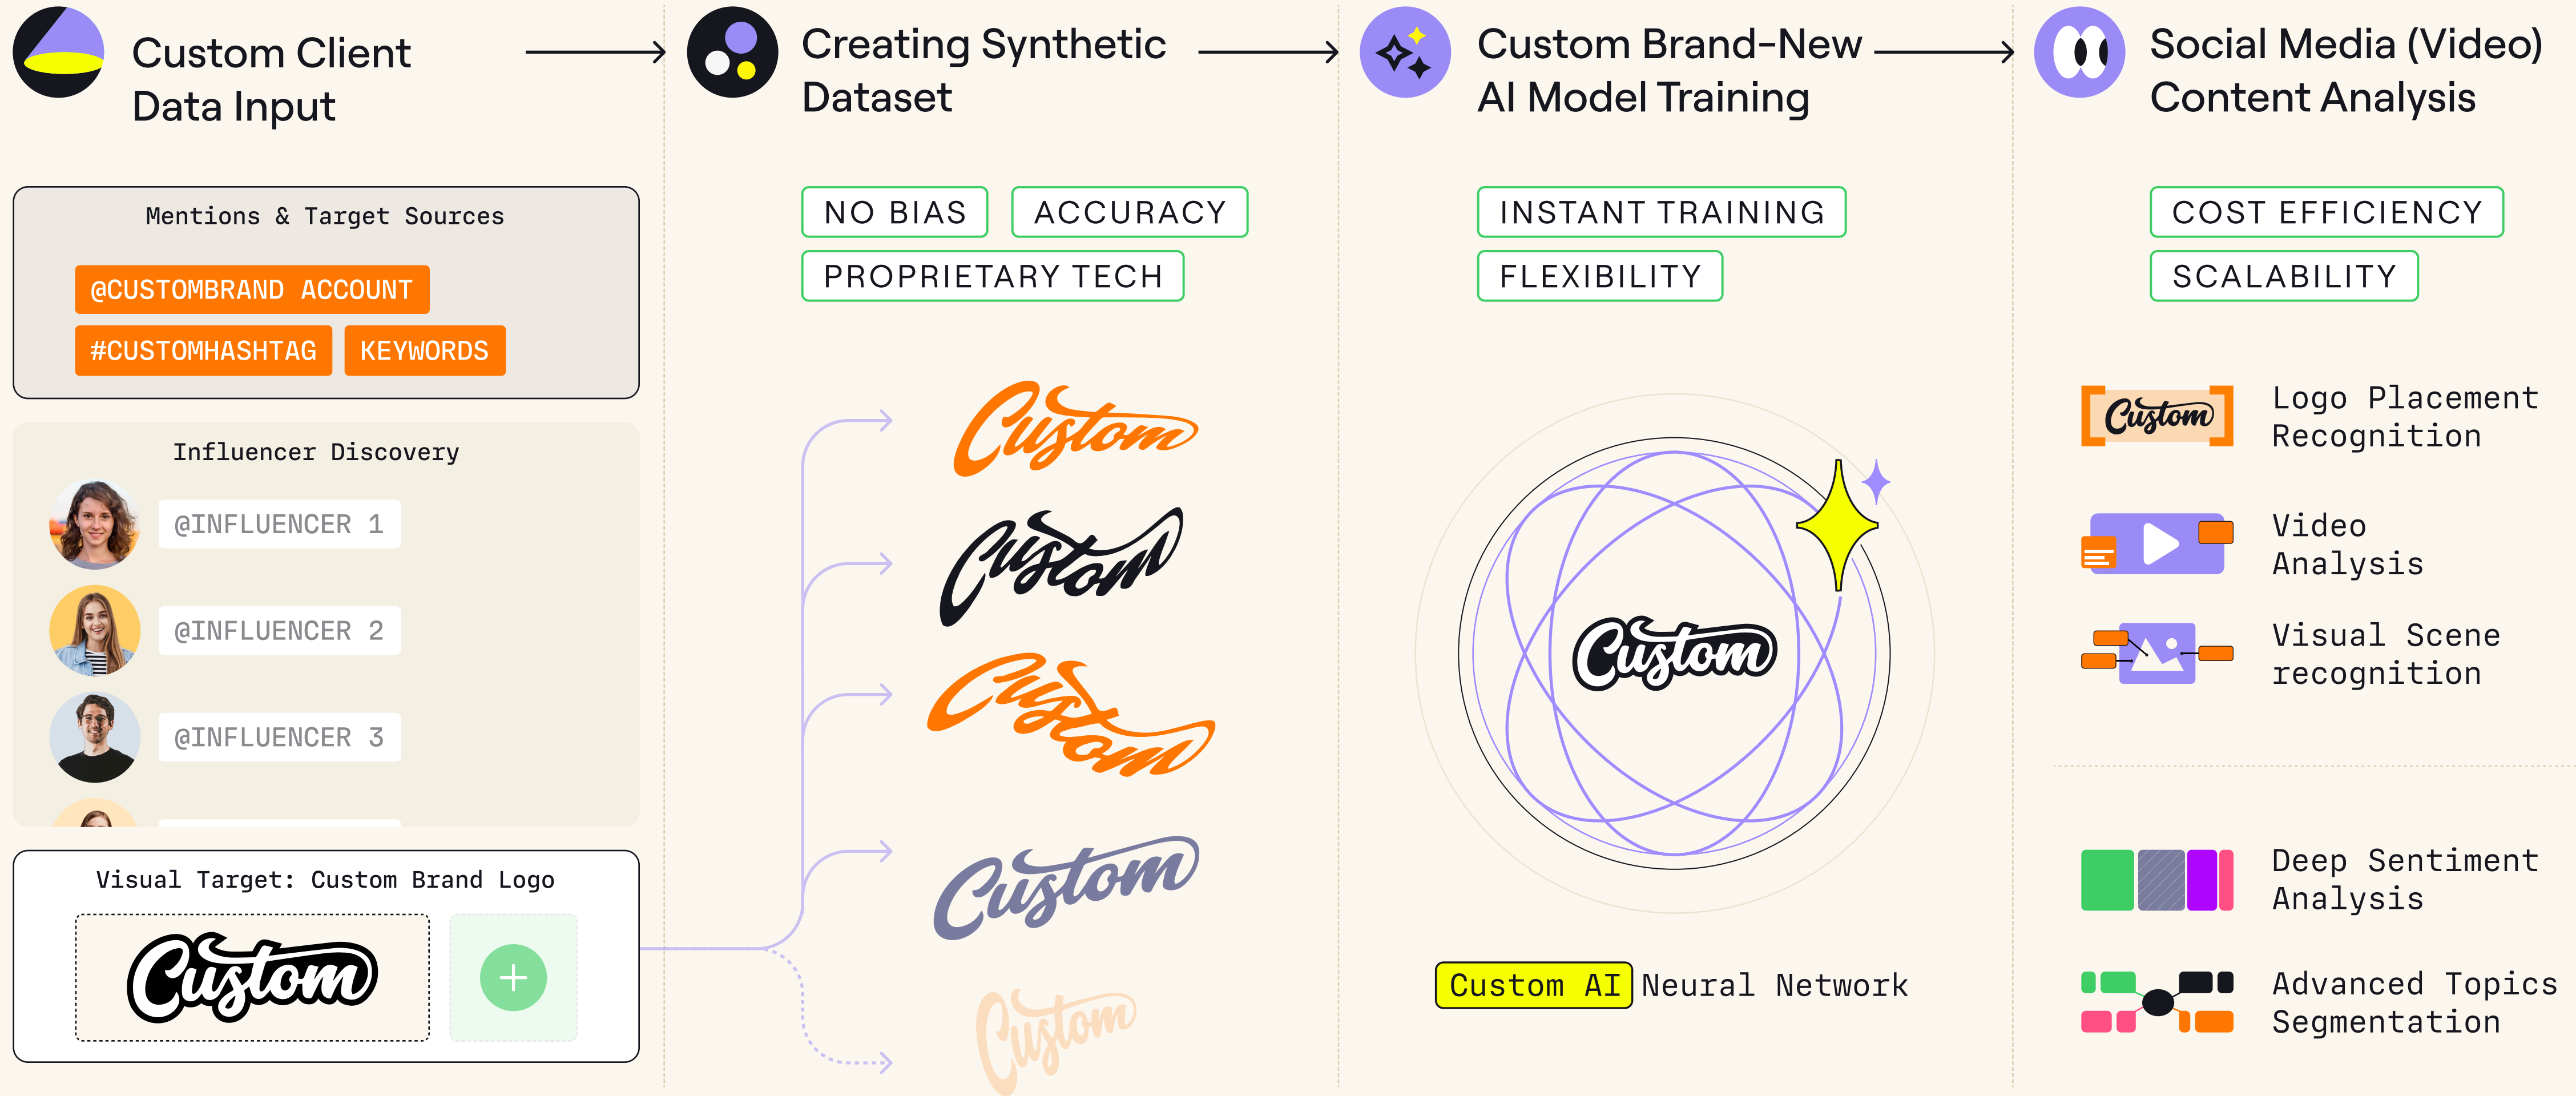 Custom Client
Data Input
Mentions & Target Sources
@CUSTOMBRAND ACCOUNT
#CUSTOMHASHTAG
KEYWORDS
Influencer Discovery
@INFLUENCER 1
@INFLUENCER 2
@INFLUENCER 3
Visual Target: Custom Brand Logo
Custom
Creating Synthetic
Dataset
NO BIAS
ACCURACY
PROPRIETARY TECH
Custom
Custom
Custom
Custom
Custom
Custom Brand-New
AI Model Training
INSTANT TRAINING
FLEXIBILITY
Custom
Custom AI Neural Network
Social Media (Video)
Content Analysis
COST EFFICIENCY
SCALABILITY
Custom
Logo Placement
Recognition
Video
Analysis
Visual Scene
recognition
Deep Sentiment
Analysis
Advanced Topics
Segmentation